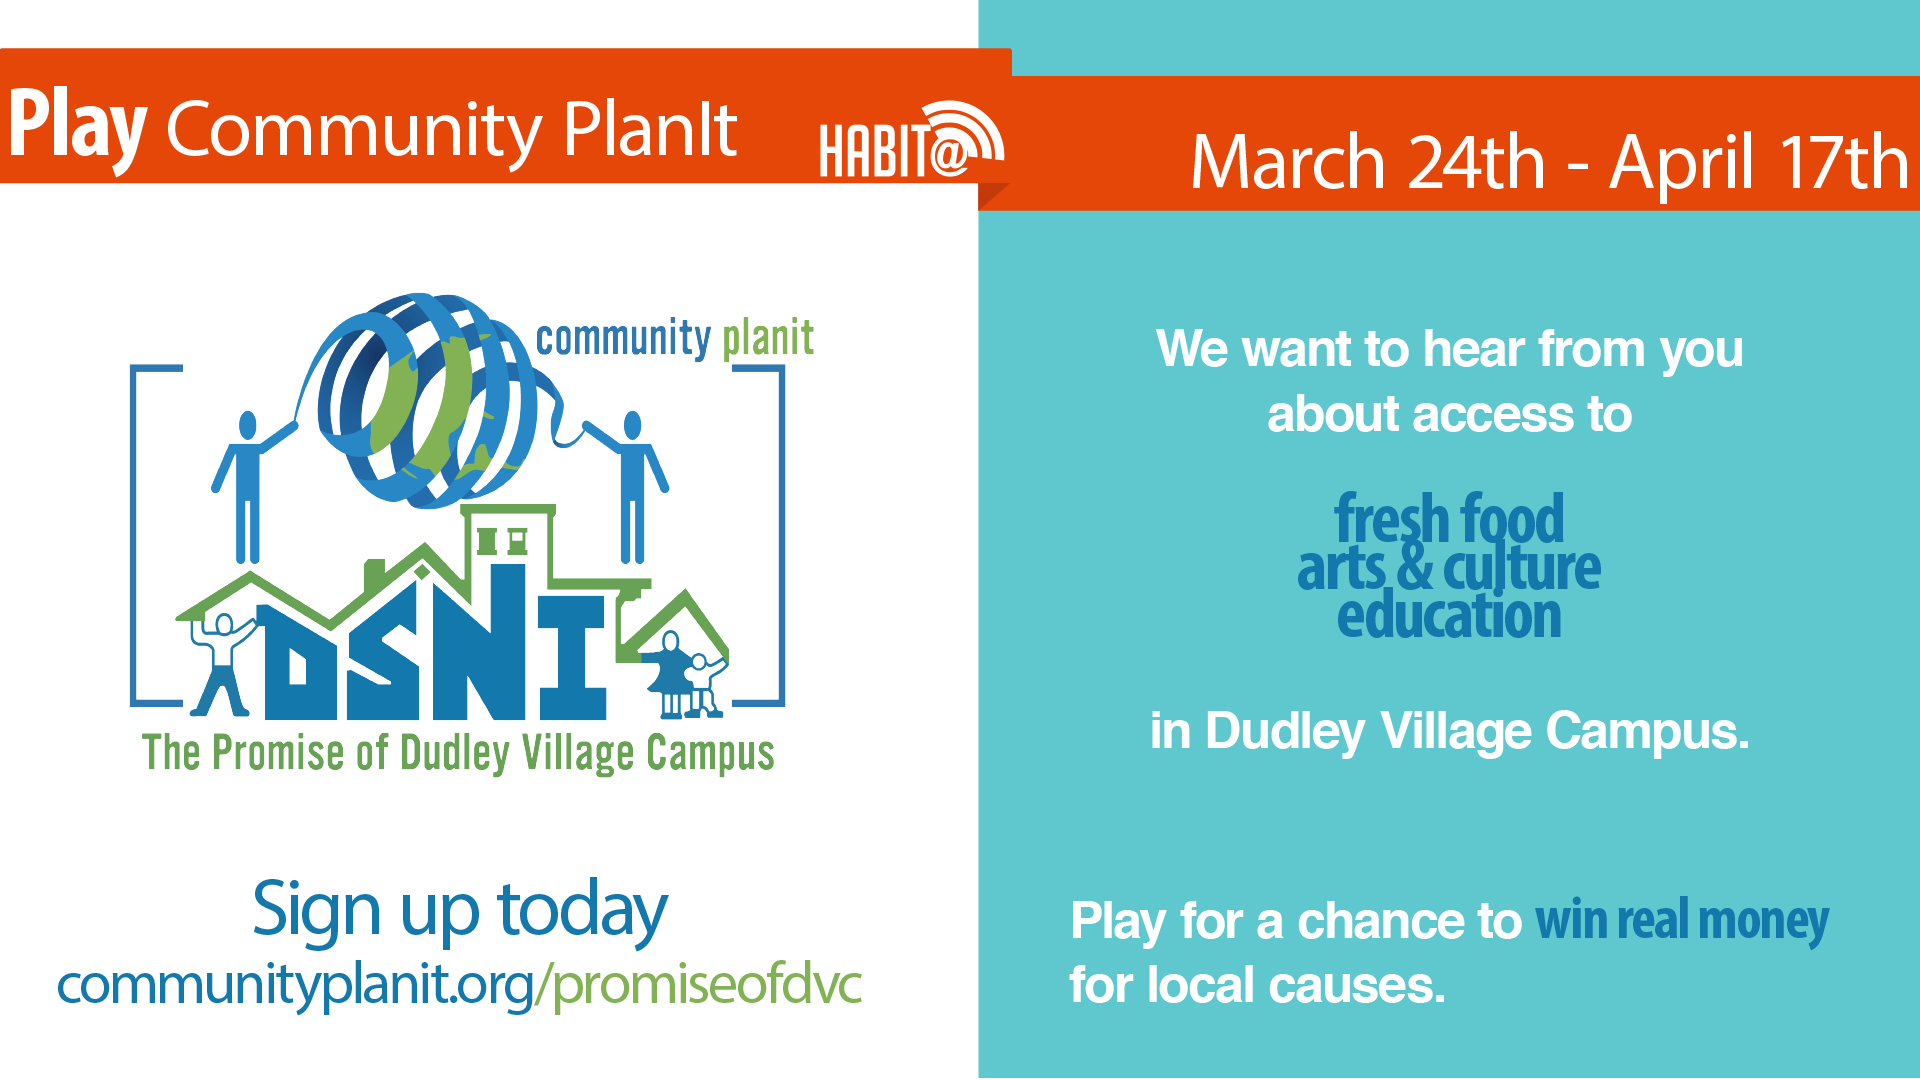 Play Community PlanIt
HABIT@
March 24th - April 17th
community planit
DSNI
The Promise of Dudley Village Campus
Sign up today
communityplanit.org/promiseofdvc
We want to hear from you
about access to
fresh food
arts & culture
education
in Dudley Village Campus.
Play for a chance to win real money
for local causes.